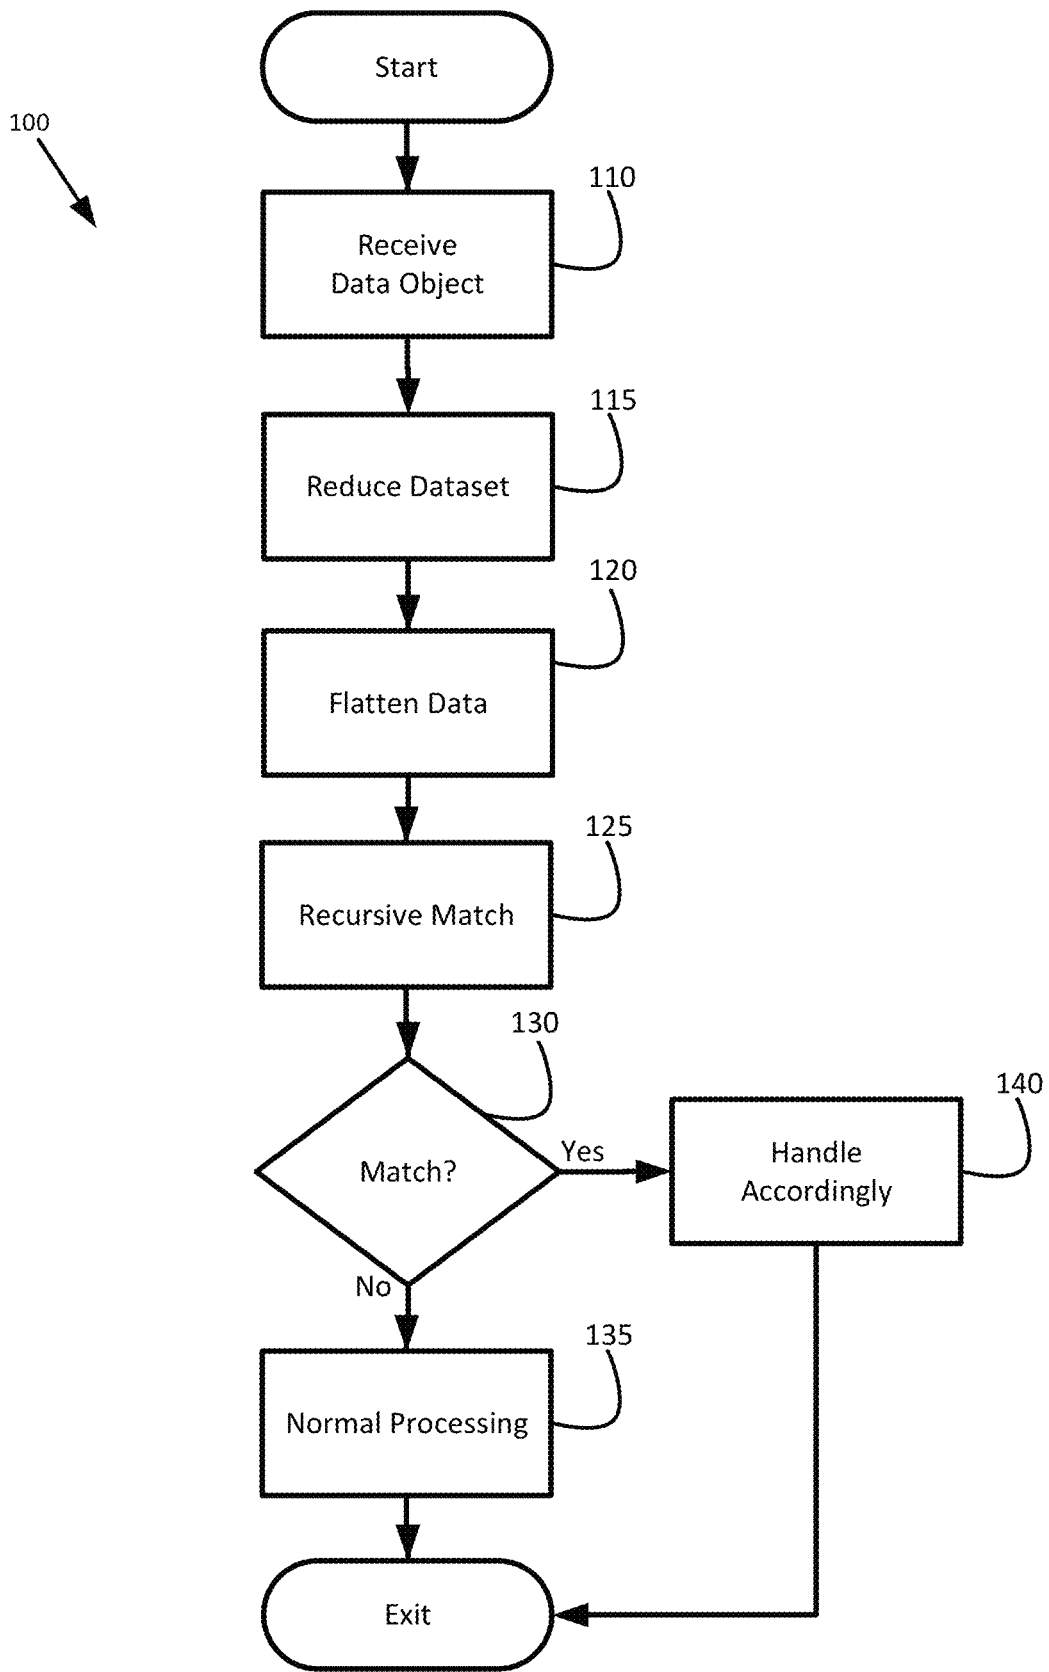 Start
100
110
Receive
Data Object
115
Reduce Dataset
120
Flatten Data
125
Recursive Match
130
Match?
Yes
140
Handle
Accordingly
No
135
Normal Processing
Exit